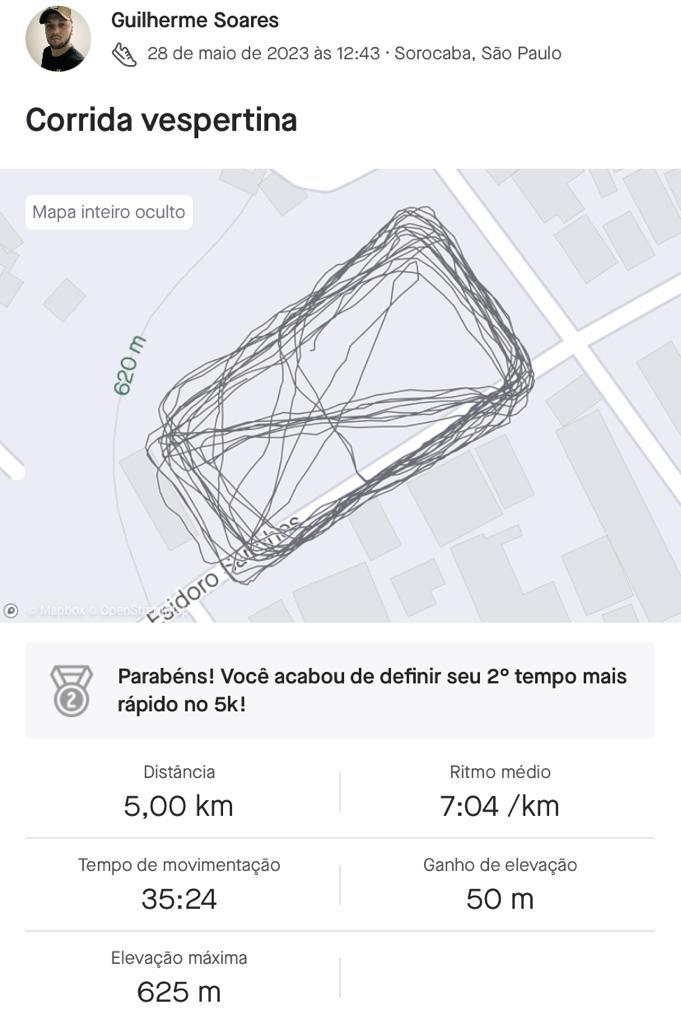 Guilherme Soares
28 de maio de 2023 às 12:43 · Sorocaba, São Paulo
Corrida vespertina
Mapa inteiro oculto
620 m
Esidoro
© Mapbox © OpenStreetMap
2
Parabéns! Você acabou de definir seu 2º tempo mais
rápido no 5k!
Distância
5,00 km
Ritmo médio
7:04 /km
Tempo de movimentação
35:24
Ganho de elevação
50 m
Elevação máxima
625 m